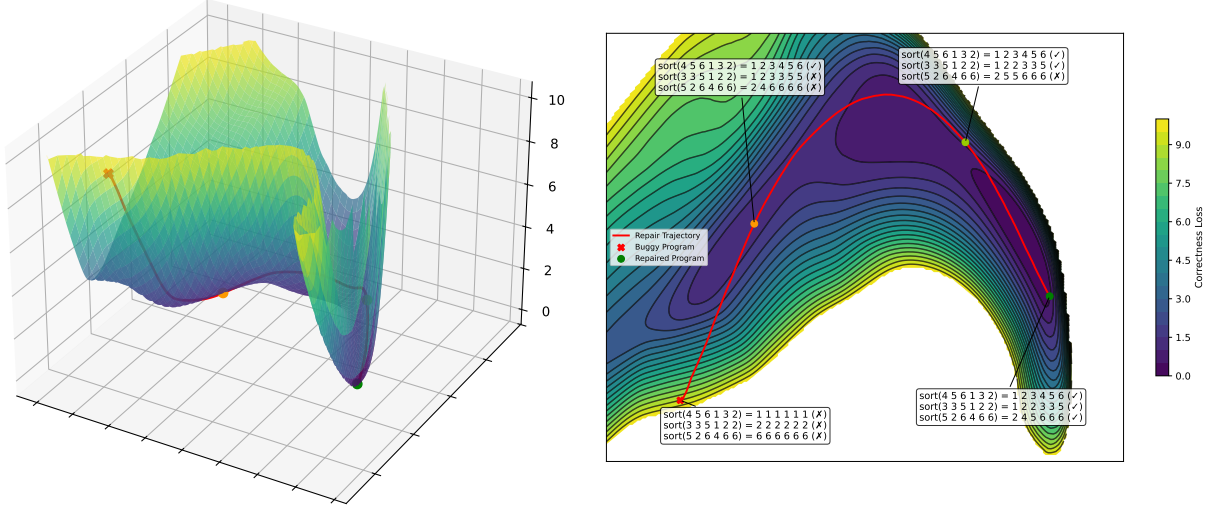 10
8
6
4
2
0
sort(4 5 6 1 3 2) = 1 2 3 4 5 6 (✓)
sort(3 3 5 1 2 2) = 1 2 3 3 5 5 (✗)
sort(5 2 6 4 6 6) = 2 4 6 6 6 6 (✗)
sort(4 5 6 1 3 2) = 1 2 3 4 5 6 (✓)
sort(3 3 5 1 2 2) = 1 2 2 3 3 5 (✓)
sort(5 2 6 4 6 6) = 2 5 5 6 6 6 (✗)
Repair Trajectory
Buggy Program
Repaired Program
sort(4 5 6 1 3 2) = 1 1 1 1 1 1 (✗)
sort(3 3 5 1 2 2) = 2 2 2 2 2 2 (✗)
sort(5 2 6 4 6 6) = 6 6 6 6 6 6 (✗)
sort(4 5 6 1 3 2) = 1 2 3 4 5 6 (✓)
sort(3 3 5 1 2 2) = 1 2 2 3 3 5 (✓)
sort(5 2 6 4 6 6) = 2 4 5 6 6 6 (✓)
9.0
7.5
6.0
4.5
3.0
1.5
0.0
Correctness Loss